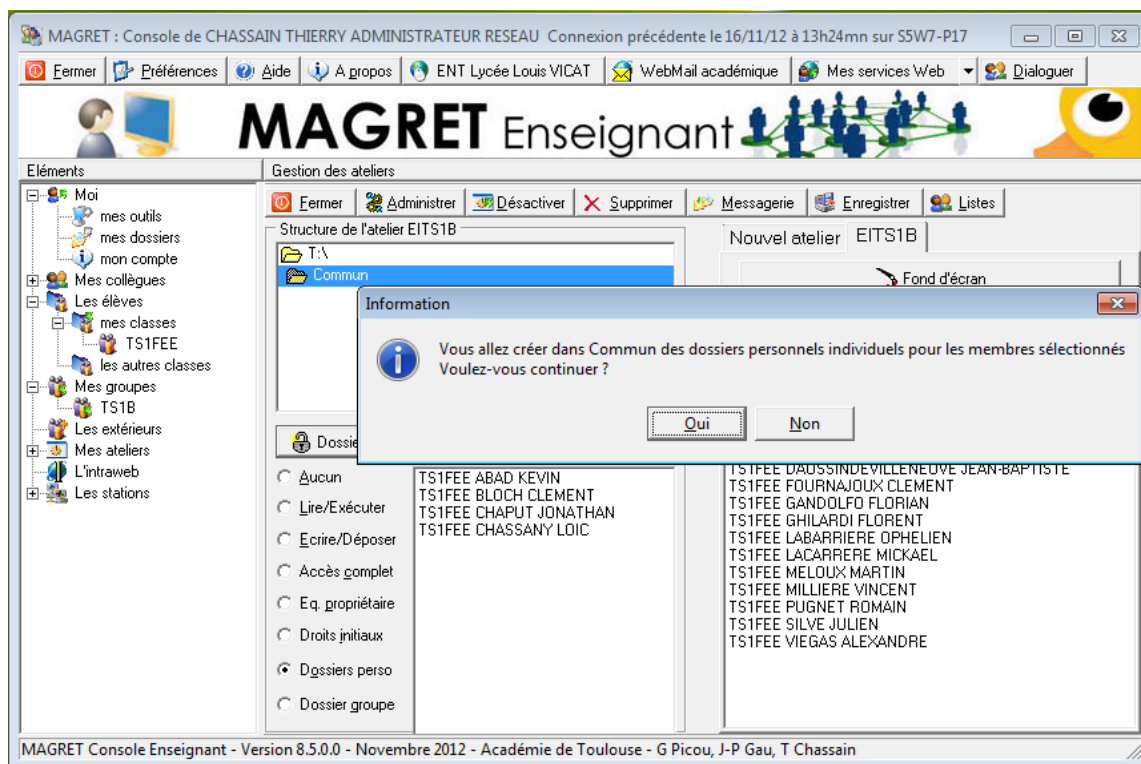 MAGRET : Console de CHASSAIN THIERRY ADMINISTRATEUR RESEAU Connexion précédente le 16/11/12 à 13h24mn sur S5W7-P17
Fermer Préférences Aide A propos ENT Lycée Louis VICAT WebMail académique Mes services Web Dialoguer
MAGRET Enseignant
Eléments
Moi
mes outils
mes dossiers
mon compte
Mes collègues
Les élèves
mes classes
TS1FEE
les autres classes
Mes groupes
TS1B
Les extérieurs
Mes ateliers
L'intraweb
Les stations
Gestion des ateliers
Fermer Administrer Désactiver Supprimer Messagerie Enregistrer Listes
Structure de l'atelier EITS1B
T:\
Commun
Nouvel atelier EITS1B
Fond d'écran
Information
Vous allez créer dans Commun des dossiers personnels individuels pour les membres sélectionnés
Voulez-vous continuer ?
Oui Non
Aucun
Lire/Exécuter
Ecrire/Déposer
Accès complet
Eq. propriétaire
Droits initiaux
Dossiers perso
Dossier groupe
TS1FEE ABAD KEVIN
TS1FEE BLOCH CLEMENT
TS1FEE CHAPUT JONATHAN
TS1FEE CHASSANY LOIC
TS1FEE DAUSSINDEVILLENEUVE JEAN-BAPTISTE
TS1FEE FOURNAJOUX CLEMENT
TS1FEE GANDOLFO FLORIAN
TS1FEE GHILARDI FLORENT
TS1FEE LABARRIERE OPHELIEN
TS1FEE LACARRERE MICKAEL
TS1FEE MELOUX MARTIN
TS1FEE MILLIERE VINCENT
TS1FEE PUGNET ROMAIN
TS1FEE SILVE JULIEN
TS1FEE VIEGAS ALEXANDRE
MAGRET Console Enseignant - Version 8.5.0.0 - Novembre 2012 - Académie de Toulouse - G Picou, J-P Gau, T Chassain